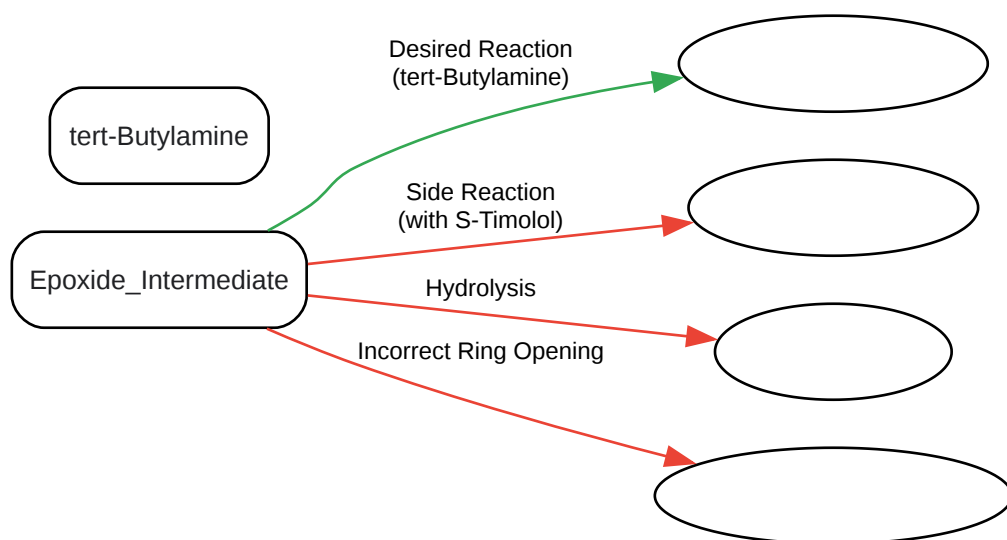 Desired Reaction
(tert-Butylamine)
tert-Butylamine
Side Reaction
(with S-Timolol)
Epoxide_Intermediate
Hydrolysis
Incorrect Ring Opening